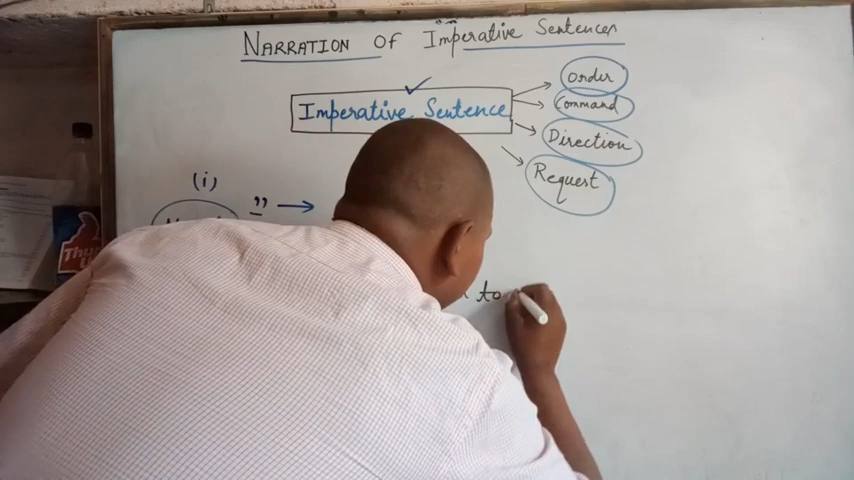 NARRATION OF Imperative Sentences
Imperative Sentence
Order
Command
Direction
Request
(i)
" →
to